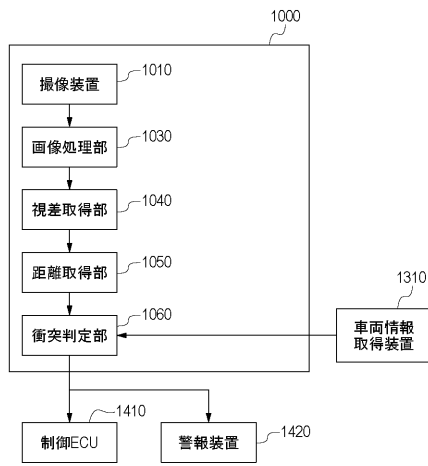 1000
撮像装置
1010
画像処理部
1030
視差取得部
1040
距離取得部
1050
衝突判定部
1060
1310
車両情報
取得装置
制御ECU
1410
警報装置
1420